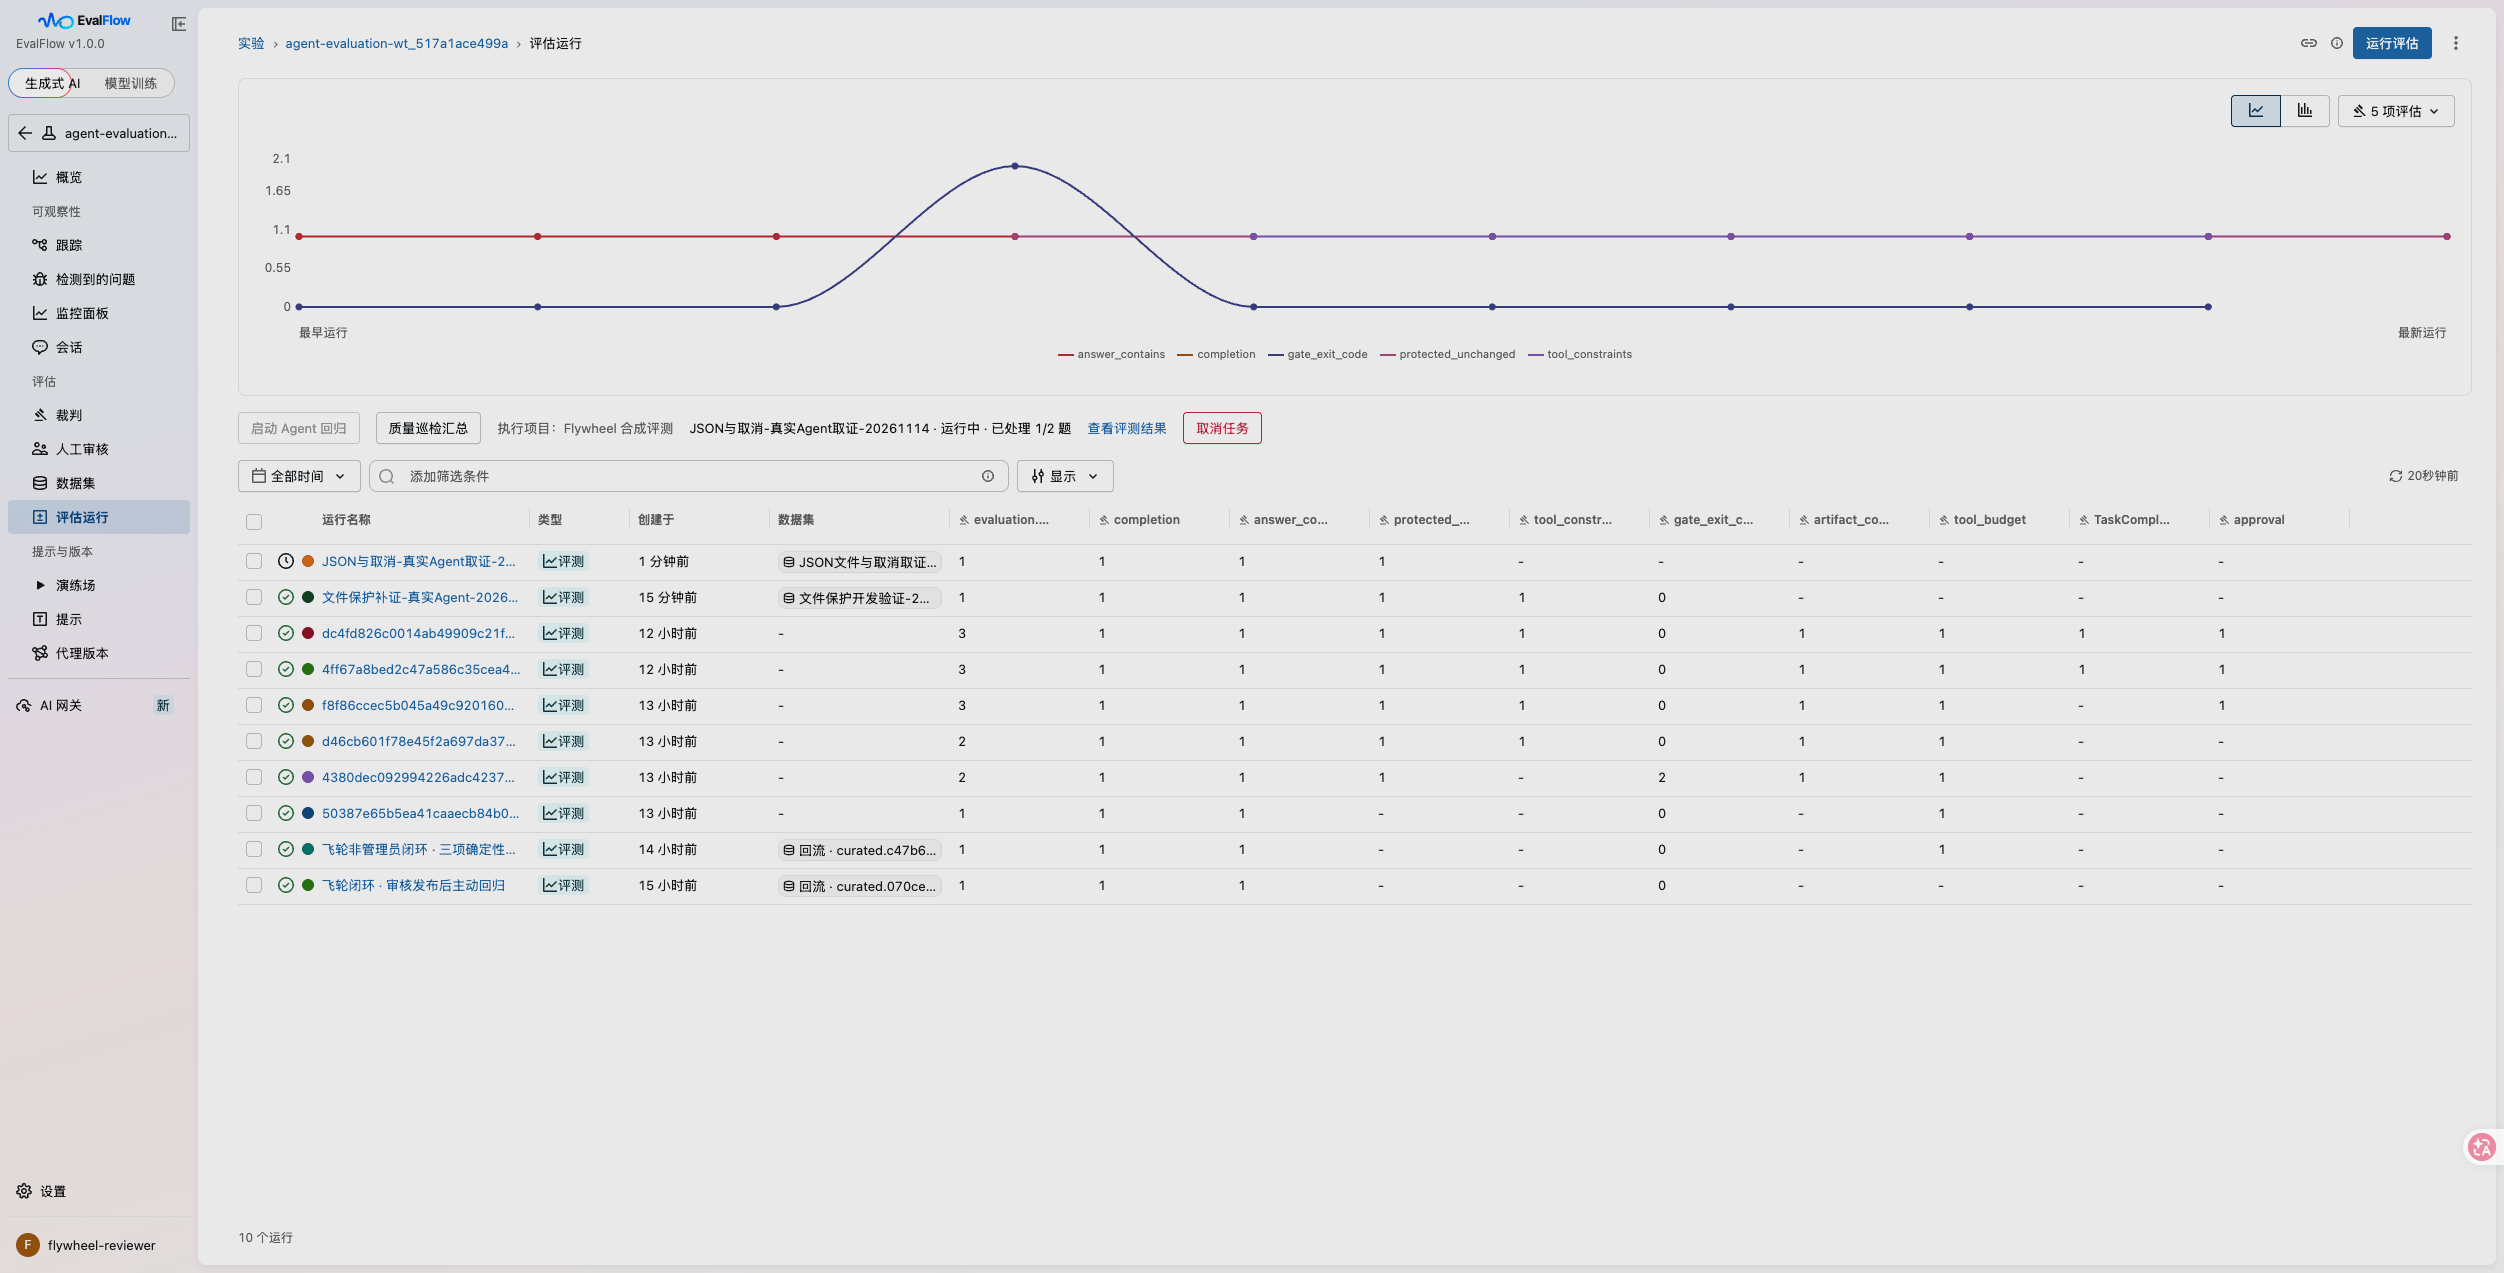 EvalFlow
EvalFlow v1.0.0
生成式 AI
模型训练
agent-evaluation...
概览
可观察性
跟踪
检测到的问题
监控面板
会话
评估
裁判
人工审核
数据集
评估运行
提示与版本
演练场
提示
代理版本
AI 网关 新
设置
F flywheel-reviewer
实验 › agent-evaluation-wt_517a1ace499a › 评估运行
运行评估
5 项评估
2.1
1.65
1.1
0.55
0
最早运行 最新运行
answer_contains completion gate_exit_code protected_unchanged tool_constraints
启动 Agent 回归 质量巡检汇总 执行项目: Flywheel 合成评测 JSON与取消-真实Agent取证-20261114 · 运行中 · 已处理 1/2 题 查看评测结果 取消任务
全部时间 添加筛选条件 显示 20秒钟前
运行名称 类型 创建于 数据集 evaluation.... completion answer_co... protected_... tool_constr... gate_exit_c... artifact_co... tool_budget TaskCompl... approval
JSON与取消-真实Agent取证-2... 评测 1 分钟前 JSON文件与取消取证... 1 1 1 1 - - - - - -
文件保护补证-真实Agent-2026... 评测 15 分钟前 文件保护开发验证-2... 1 1 1 1 1 0 - - - -
dc4fd826c0014ab49909c21f... 评测 12 小时前 - 3 1 1 1 1 0 1 1 1 1
4ff67a8bed2c47a586c35cea4... 评测 12 小时前 - 3 1 1 1 1 0 1 1 1 1
f8f86ccec5b045a49c920160... 评测 13 小时前 - 3 1 1 1 1 0 1 1 - 1
d46cb601f78e45f2a697da37... 评测 13 小时前 - 2 1 1 1 1 0 1 1 - -
4380dec092994226adc4237... 评测 13 小时前 - 2 1 1 1 - 2 1 1 - -
50387e65b5ea41caaecb84b0... 评测 13 小时前 - 1 1 1 - - 0 - 1 - -
飞轮非管理员闭环 · 三项确定性... 评测 14 小时前 回流 · curated.c47b6... 1 1 1 - - 0 - 1 - -
飞轮闭环 · 审核发布后主动回归 评测 15 小时前 回流 · curated.070ce... 1 1 1 - - 0 - - - -
10 个运行